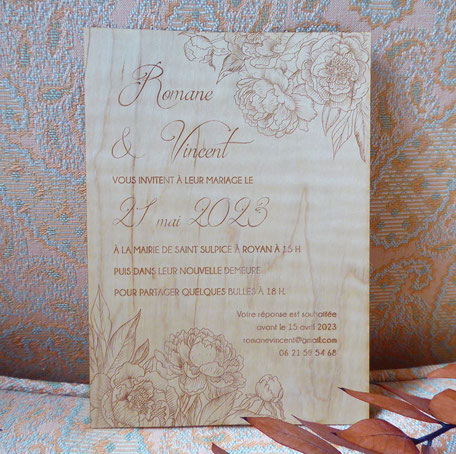 Romane
& Vincent
VOUS INVITENT À LEUR MARIAGE LE
21 mai 2023
À LA MAIRIE DE SAINT SULPICE À ROYAN À 15 H
PUIS DANS LEUR NOUVELLE DEMEURE
POUR PARTAGER QUELQUES BULLES À 18 H.
Votre réponse est souhaitée
avant le 15 avril 2023
romanevincent@gmail.com
06 21 59 54 68